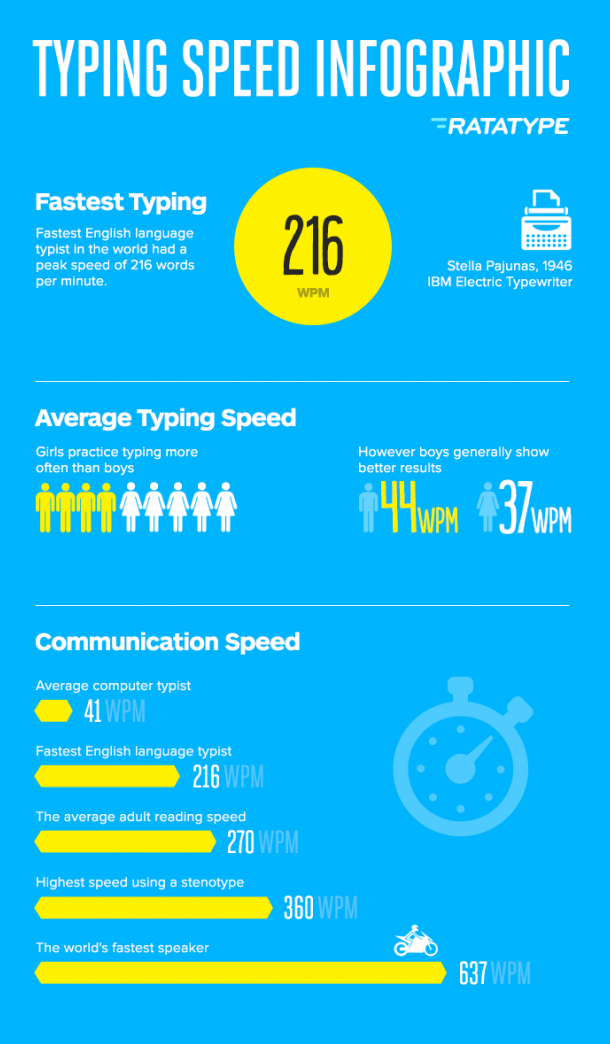 TYPING SPEED INFOGRAPHIC
RATATYPE
Fastest Typing
Fastest English language
typist in the world had a
peak speed of 216 words
per minute.
216
WPM
Stella Pajunas, 1946
IBM Electric Typewriter
Average Typing Speed
Girls practice typing more
often than boys
However boys generally show
better results
44 WPM
37 WPM
Communication Speed
Average computer typist
41 WPM
Fastest English language typist
216 WPM
The average adult reading speed
270 WPM
Highest speed using a stenotype
360 WPM
The world's fastest speaker
637 WPM